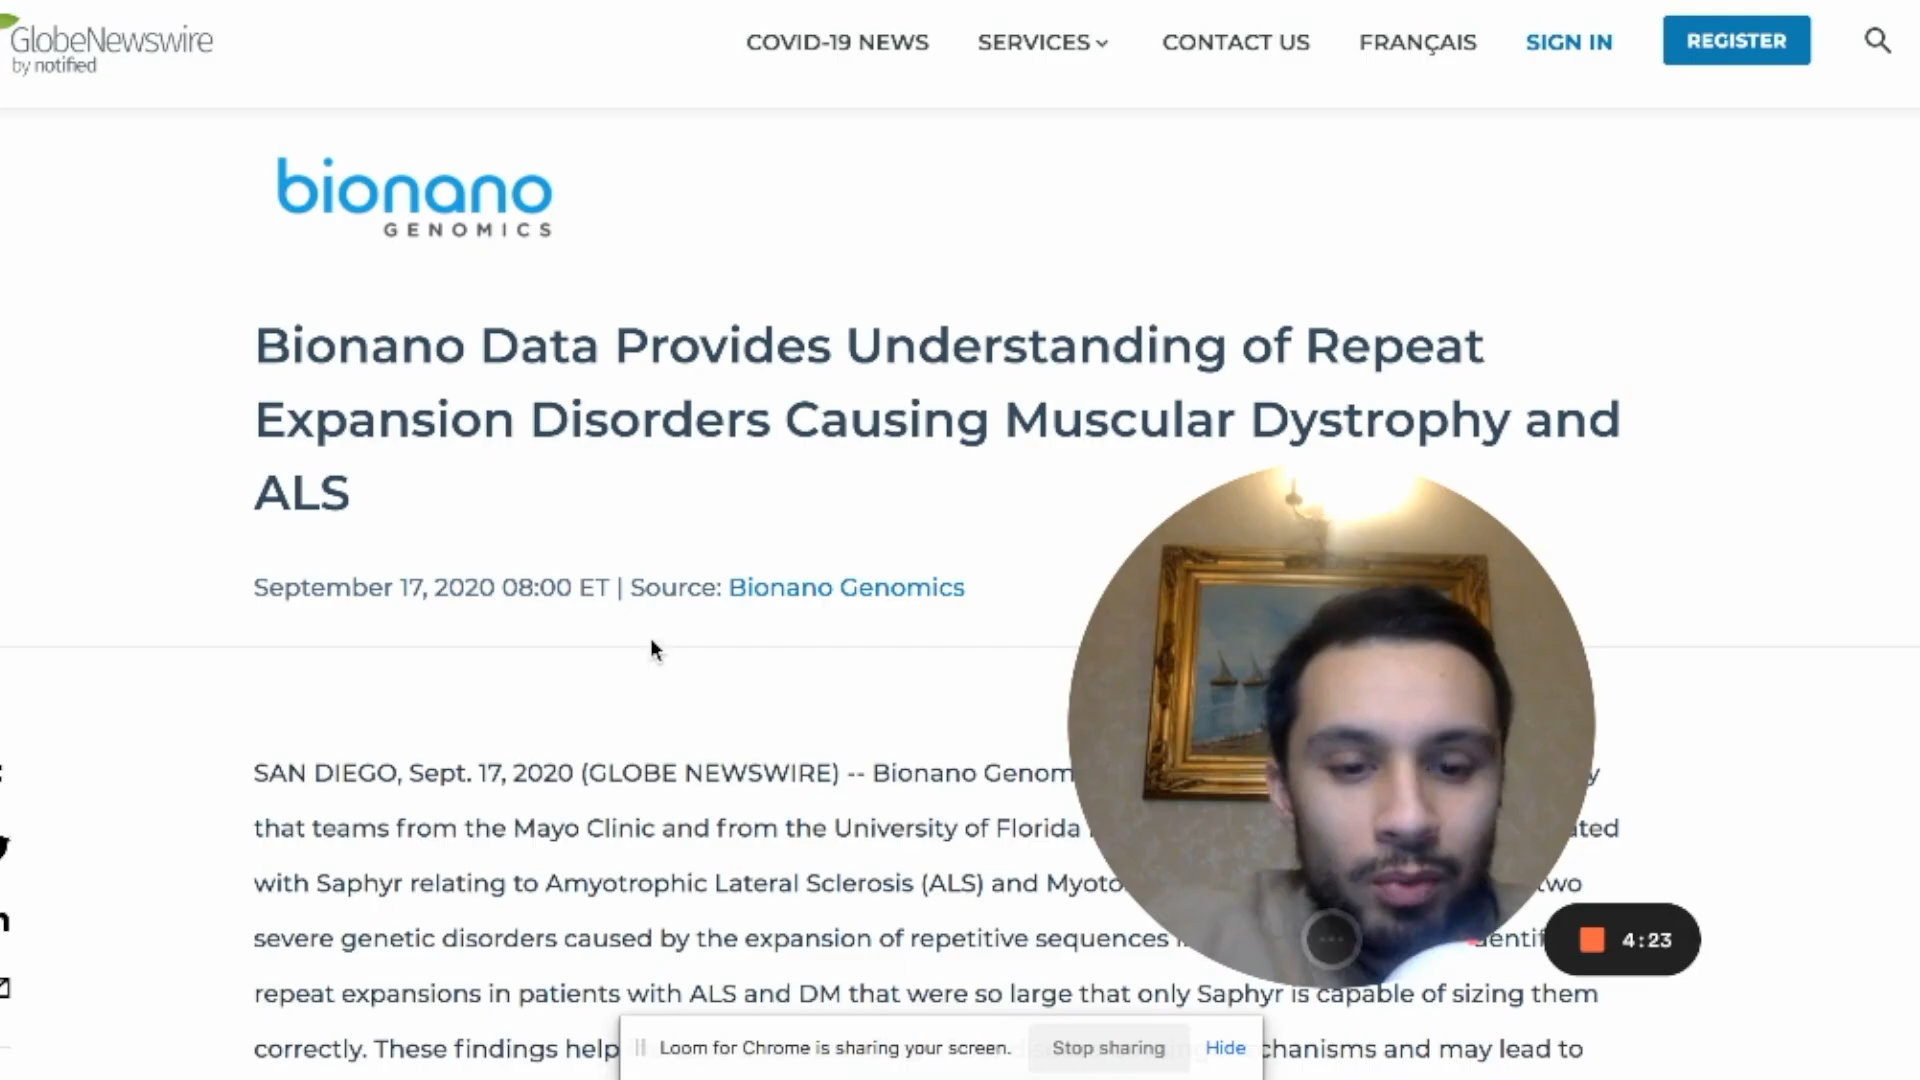 GlobeNewswire
by notified
COVID-19 NEWS SERVICES CONTACT US FRANÇAIS SIGN IN REGISTER
bionano
GENOMICS
Bionano Data Provides Understanding of Repeat
Expansion Disorders Causing Muscular Dystrophy and
ALS
September 17, 2020 08:00 ET | Source: Bionano Genomics
SAN DIEGO, Sept. 17, 2020 (GLOBE NEWSWIRE) -- Bionano
that teams from the Mayo Clinic and from the University of Florida
with Saphyr relating to Amyotrophic Lateral Sclerosis (ALS) and two
severe genetic disorders caused by the expansion of repetitive sequences
4:23
repeat expansions in patients with ALS and DM that were so large that only Saphyr is capable of sizing them
correctly. These findings help and may lead to
Loom for Chrome is sharing your screen. Stop sharing Hide